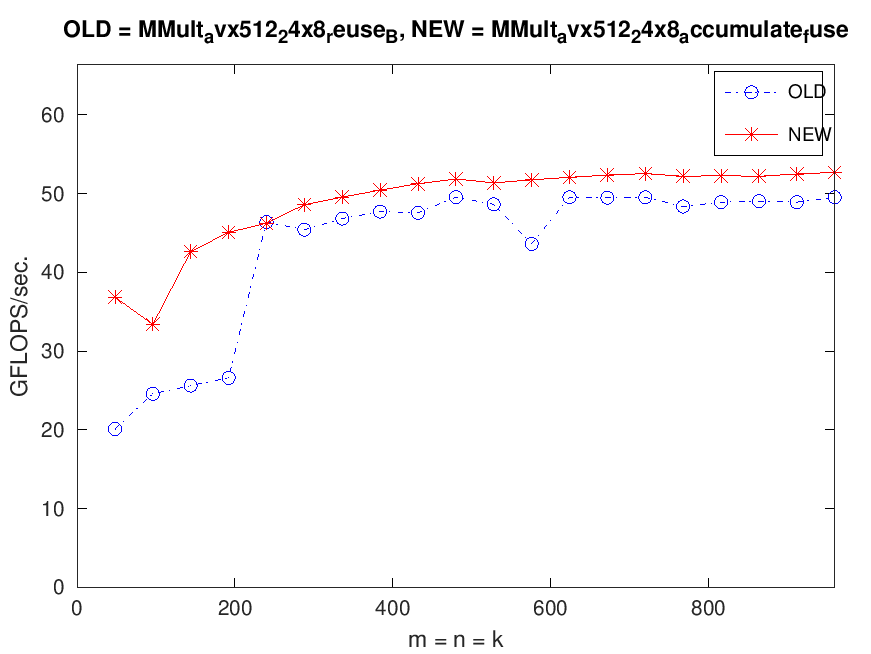 OLD = MMult_avx512_24x8_reuse_B, NEW = MMult_avx512_24x8_accumulate_fuse
OLD
NEW
60
50
40
30
20
10
0
GFLOPS/sec.
0 200 400 600 800
m = n = k